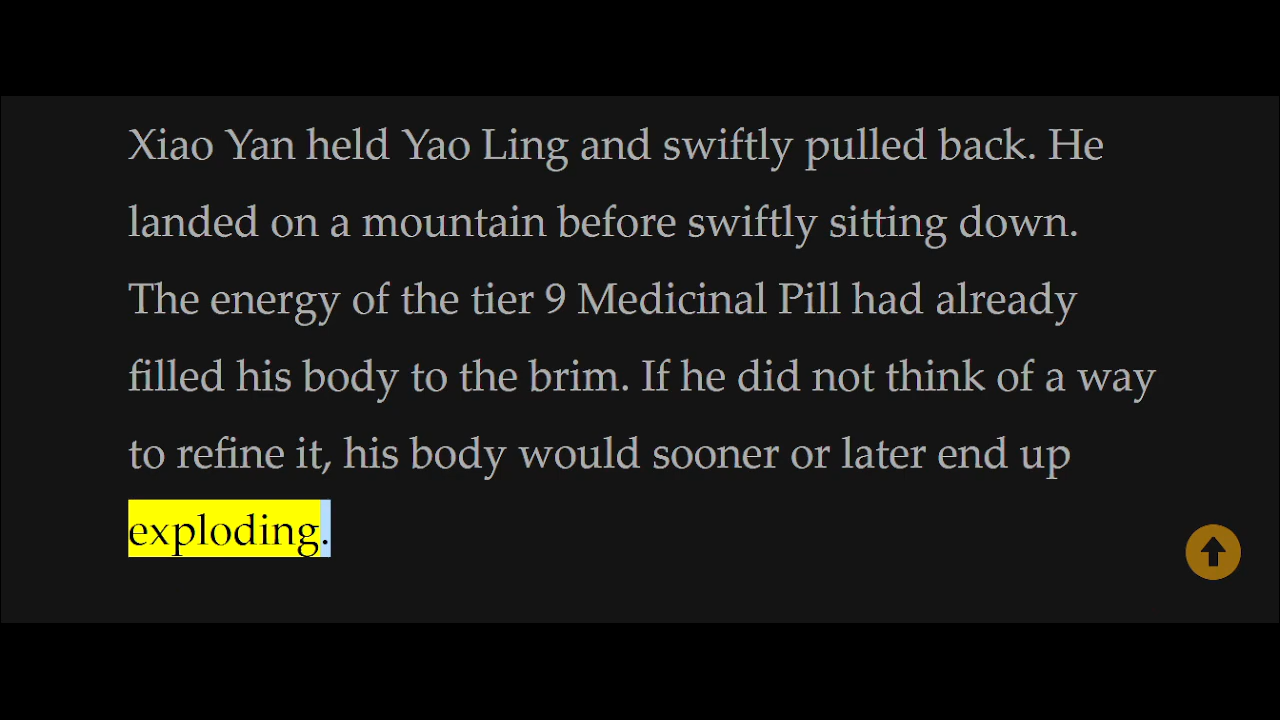 Xiao Yan held Yao Ling and swiftly pulled back. He
landed on a mountain before swiftly sitting down.
The energy of the tier 9 Medicinal Pill had already
filled his body to the brim. If he did not think of a way
to refine it, his body would sooner or later end up
exploding.